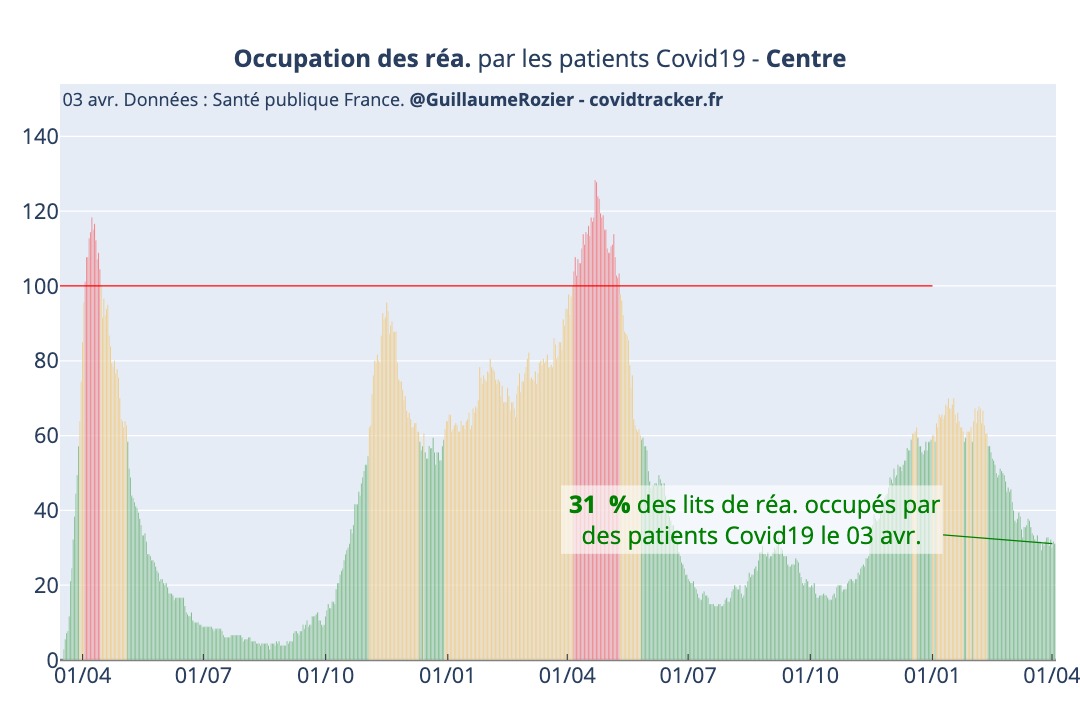 Occupation des réa. par les patients Covid19 - Centre
03 avr. Données : Santé publique France. @GuillaumeRozier - covidtracker.fr
140
120
100
80
60
40
20
0
31 % des lits de réa. occupés par
des patients Covid19 le 03 avr.
01/04 01/07 01/10 01/01 01/04 01/07 01/10 01/01 01/04